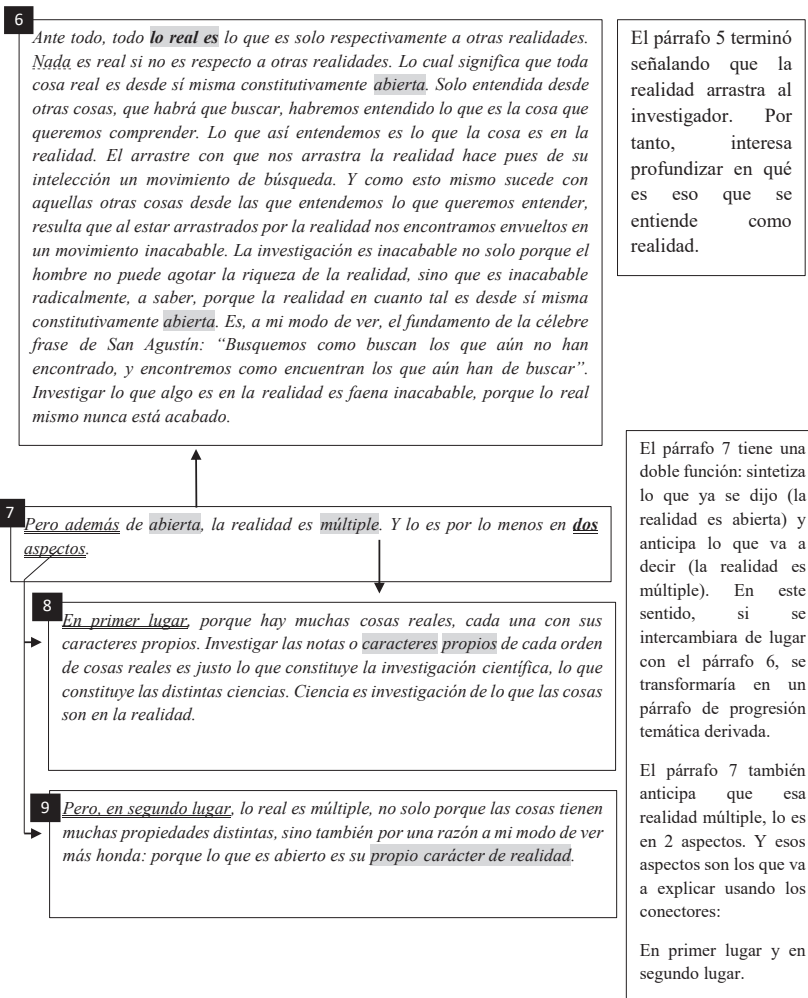 6
Ante todo, todo lo real es lo que es solo respectivamente a otras realidades.
Nada es real si no es respecto a otras realidades. Lo cual significa que toda
cosa real es desde sí misma constitutivamente abierta. Solo entendida desde
otras cosas, que habrá que buscar, habremos entendido lo que es la cosa que
queremos comprender. Lo que así entendemos es lo que la cosa es en la
realidad. El arrastre con que nos arrastra la realidad hace pues de su
intelección un movimiento de búsqueda. Y como esto mismo sucede con
aquellas otras cosas desde las que entendemos lo que queremos entender,
resulta que al estar arrastrados por la realidad nos encontramos envueltos en
un movimiento inacabable. La investigación es inacabable no solo porque el
hombre no puede agotar la riqueza de la realidad, sino que es inacabable
radicalmente, a saber, porque la realidad en cuanto tal es desde sí misma
constitutivamente abierta. Es, a mi modo de ver, el fundamento de la célebre
frase de San Agustín: “Busquemos como buscan los que aún no han
encontrado, y encontremos como encuentran los que aún han de buscar”.
Investigar lo que algo es en la realidad es faena inacabable, porque lo real
mismo nunca está acabado.
El párrafo 5 terminó
señalando que la
realidad arrastra al
investigador. Por
tanto, interesa
profundizar en qué
es eso que se
entiende como
realidad.
7
Pero además de abierta, la realidad es múltiple. Y lo es por lo menos en dos
aspectos.
8
En primer lugar, porque hay muchas cosas reales, cada una con sus
caracteres propios. Investigar las notas o caracteres propios de cada orden
de cosas reales es justo lo que constituye la investigación científica, lo que
constituye las distintas ciencias. Ciencia es investigación de lo que las cosas
son en la realidad.
9
Pero, en segundo lugar, lo real es múltiple, no solo porque las cosas tienen
muchas propiedades distintas, sino también por una razón a mi modo de ver
más honda: porque lo que es abierto es su propio carácter de realidad.
El párrafo 7 tiene una
doble función: sintetiza
lo que ya se dijo (la
realidad es abierta) y
anticipa lo que va a
decir (la realidad es
múltiple). En este
sentido, si se
intercambiara de lugar
con el párrafo 6, se
transformaría en un
párrafo de progresión
temática derivada.
El párrafo 7 también
anticipa que esa
realidad múltiple, lo es
en 2 aspectos. Y esos
aspectos son los que va
a explicar usando los
conectores:
En primer lugar y en
segundo lugar.